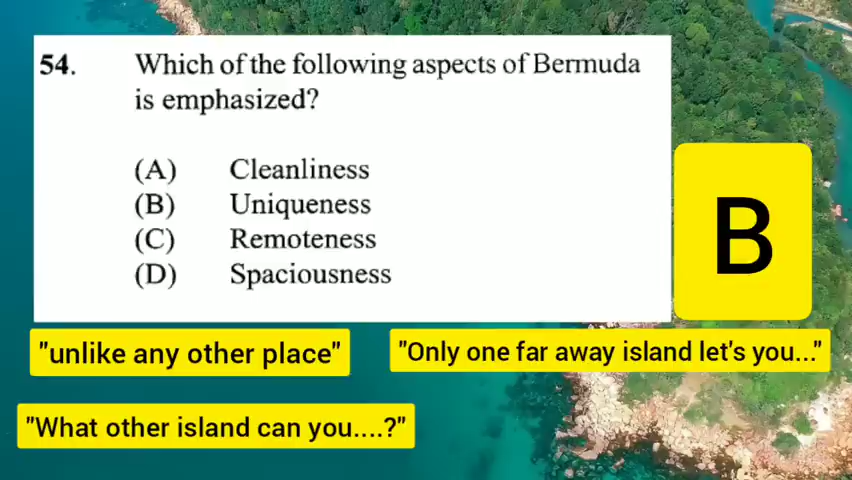 54. Which of the following aspects of Bermuda
is emphasized?
(A) Cleanliness
(B) Uniqueness
(C) Remoteness
(D) Spaciousness
B
"unlike any other place"
"Only one far away island let's you..."
"What other island can you....?"